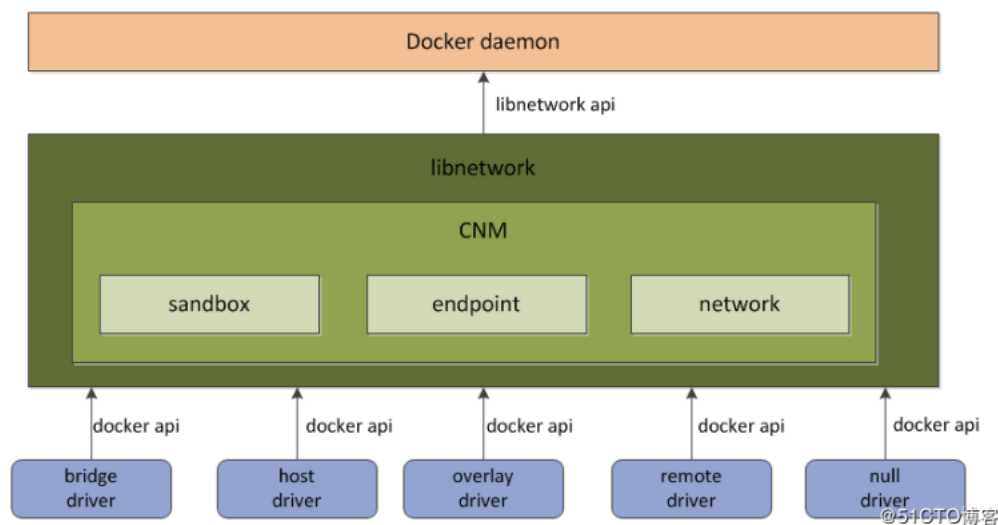 Docker daemon
libnetwork api
libnetwork
CNM
sandbox
endpoint
network
docker api
docker api
docker api
docker api
docker api
bridge
driver
host
driver
overlay
driver
remote
driver
null
driver
@51CTO博客